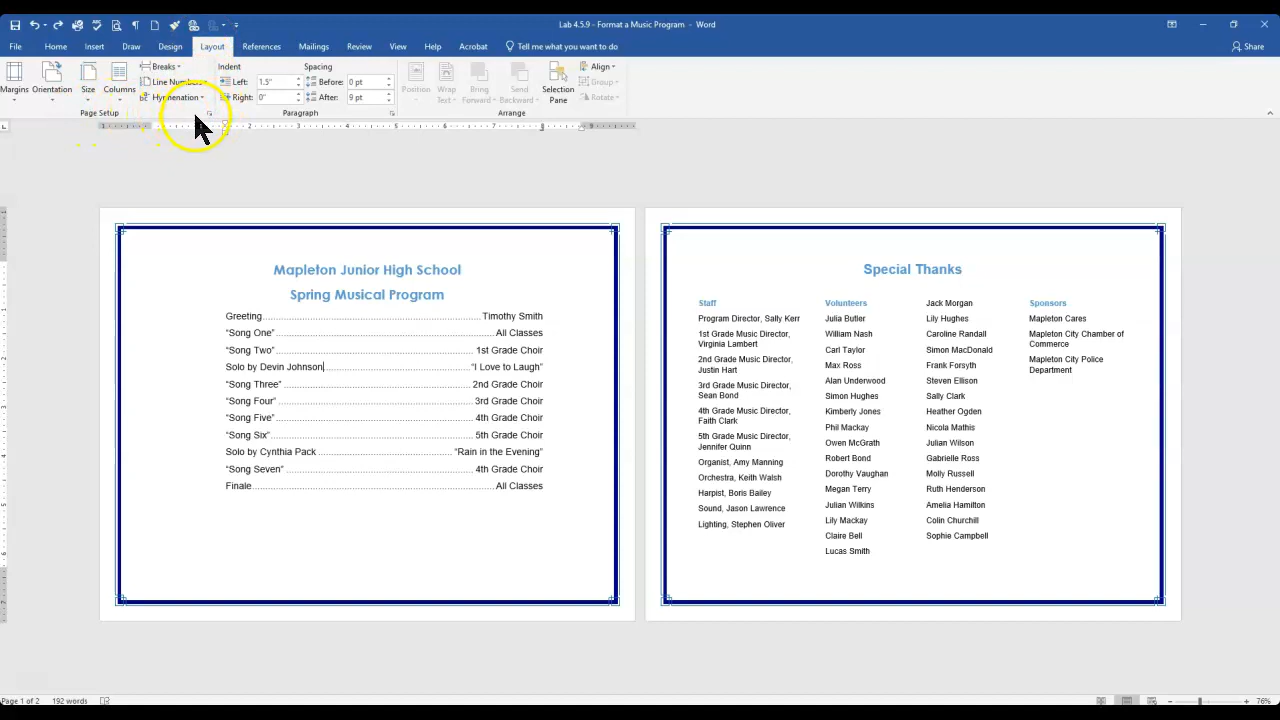 Lab 4.5.9 - Format a Music Program - Word
File Home Insert Draw Design Layout References Mailings Review View Help Acrobat Tell me what you want to do Share
Margins Orientation Size Columns
Breaks
Line Numbers
Hyphenation
Page Setup
Indent Spacing
Left: 1.5" Before: 0 pt
Right: 0" After: 9 pt
Paragraph
Position Wrap Text Bring Forward Send Backward Selection Pane
Align
Group
Rotate
Arrange
Mapleton Junior High School
Spring Musical Program
Greeting Timothy Smith
“Song One” All Classes
“Song Two” 1st Grade Choir
Solo by Devin Johnson “I Love to Laugh”
“Song Three” 2nd Grade Choir
“Song Four” 3rd Grade Choir
“Song Five” 4th Grade Choir
“Song Six” 5th Grade Choir
Solo by Cynthia Pack “Rain in the Evening”
“Song Seven” 4th Grade Choir
Finale All Classes
Special Thanks
Staff
Program Director, Sally Kerr
1st Grade Music Director,
Virginia Lambert
2nd Grade Music Director,
Justin Hart
3rd Grade Music Director,
Sean Bond
4th Grade Music Director,
Faith Clark
5th Grade Music Director,
Jennifer Quinn
Organist, Amy Manning
Orchestra, Keith Walsh
Harpist, Boris Bailey
Sound, Jason Lawrence
Lighting, Stephen Oliver
Volunteers
Julia Butler
William Nash
Carl Taylor
Max Ross
Alan Underwood
Simon Hughes
Kimberly Jones
Phil Mackay
Owen McGrath
Robert Bond
Dorothy Vaughan
Megan Terry
Julian Wilkins
Lily Mackay
Claire Bell
Lucas Smith
Jack Morgan
Lily Hughes
Caroline Randall
Simon MacDonald
Frank Forsyth
Steven Ellison
Sally Clark
Heather Ogden
Nicola Mathis
Julian Wilson
Gabrielle Ross
Molly Russell
Ruth Henderson
Amelia Hamilton
Colin Churchill
Sophie Campbell
Sponsors
Mapleton Cares
Mapleton City Chamber of
Commerce
Mapleton City Police
Department
Page 1 of 2 192 words 76%